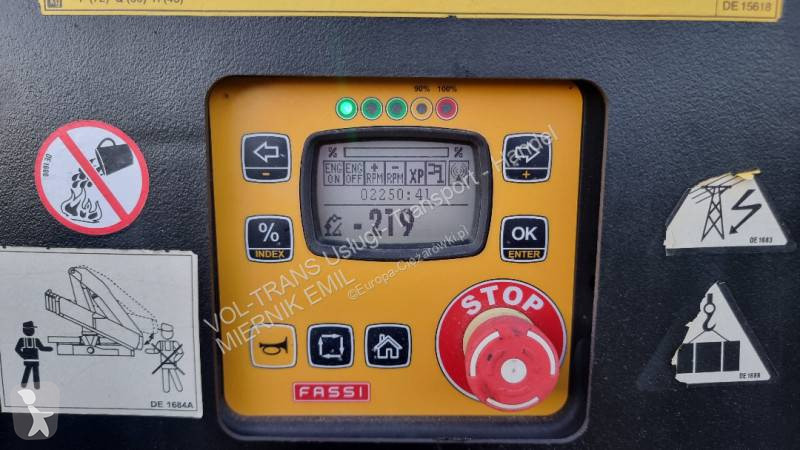 DE 15618
90% 100%
% %
ENG ON
ENG OFF
+ RPM
- RPM
XP
02250:41
-219
-
+
%
INDEX
OK
ENTER
STOP
FASSI
DE 1686
DE 1684A
DE 1683
VOL-TRANS Usługi- Transport - Handel
MIERNIK EMIL
©Europa.Ciężarówki.pl